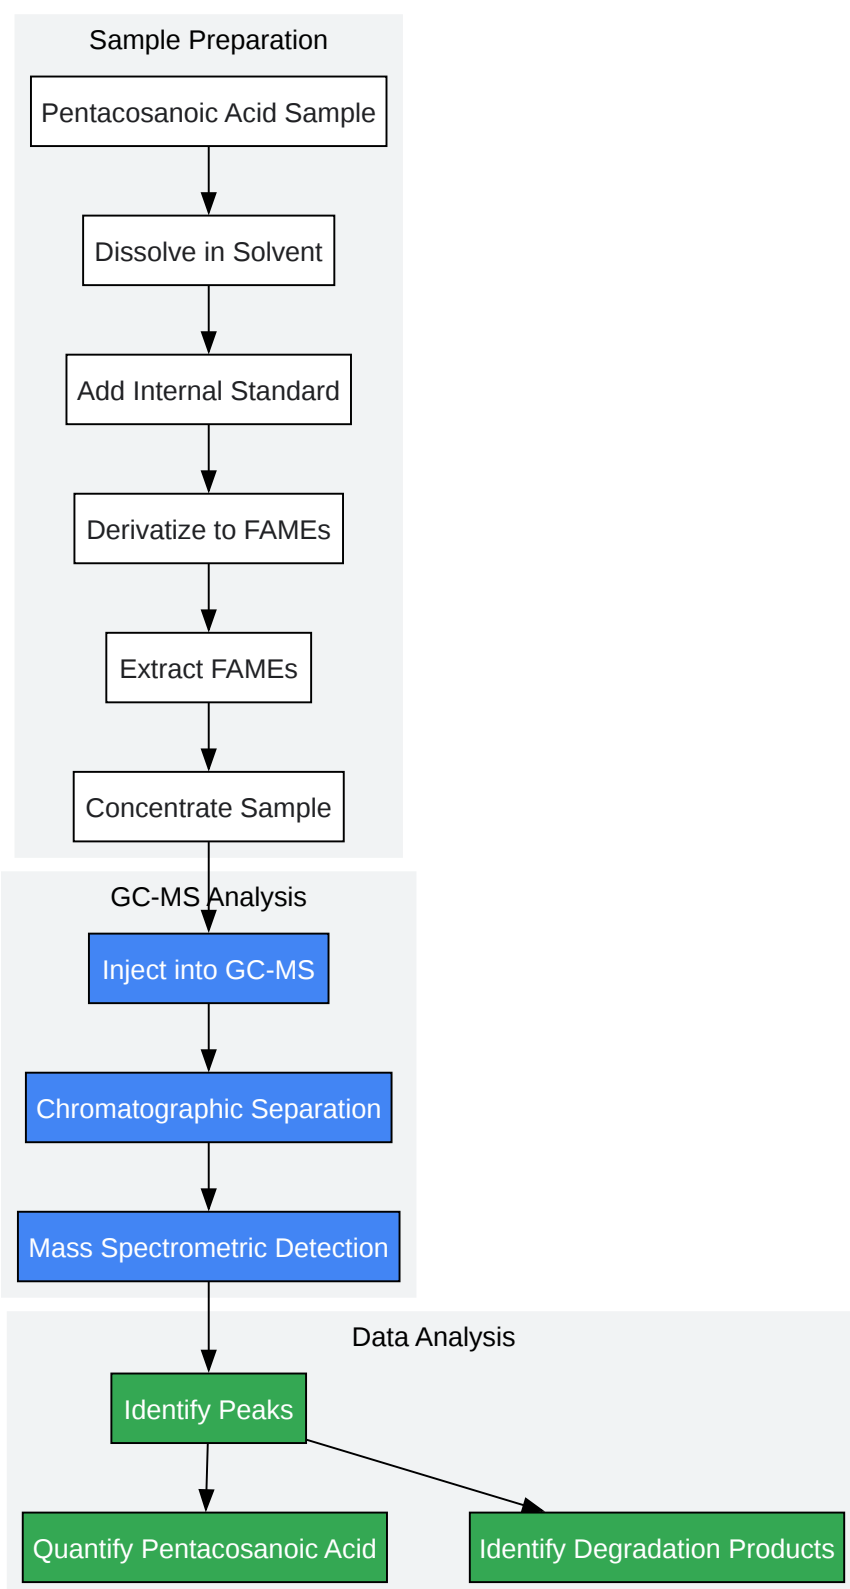 Sample Preparation
Pentacosanoic Acid Sample
Dissolve in Solvent
Add Internal Standard
Derivatize to FAMEs
Extract FAMEs
Concentrate Sample
GC-MS Analysis
Inject into GC-MS
Chromatographic Separation
Mass Spectrometric Detection
Data Analysis
Identify Peaks
Quantify Pentacosanoic Acid
Identify Degradation Products